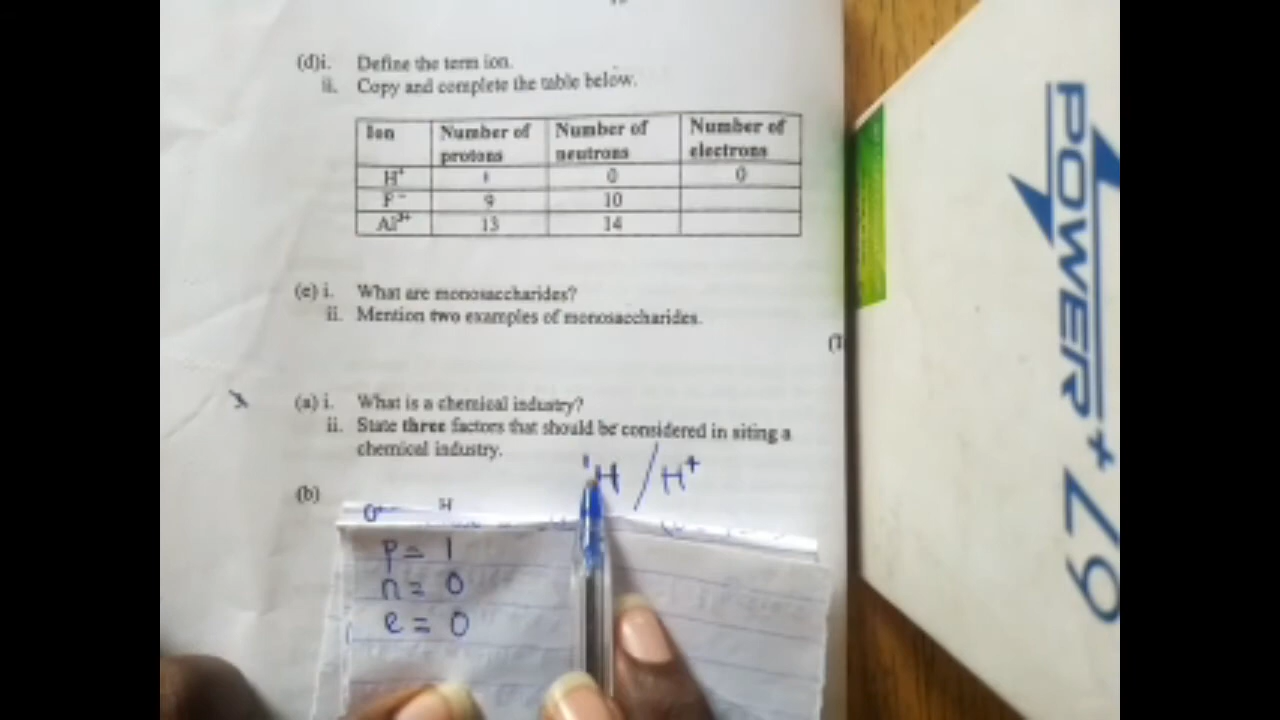 (d)i. Define the term ion.
ii. Copy and complete the table below.
Ion Number of protons Number of neutrons Number of electrons
H⁺ 1 0 0
F⁻ 9 10
Al³⁺ 13 14
(e) i. What are monosaccharides?
ii. Mention two examples of monosaccharides.
(a) i. What is a chemical industry?
ii. State three factors that should be considered in siting a
chemical industry.
¹H / H⁺
(b)
H
p = 1
n = 0
e = 0
POWER+ Z9